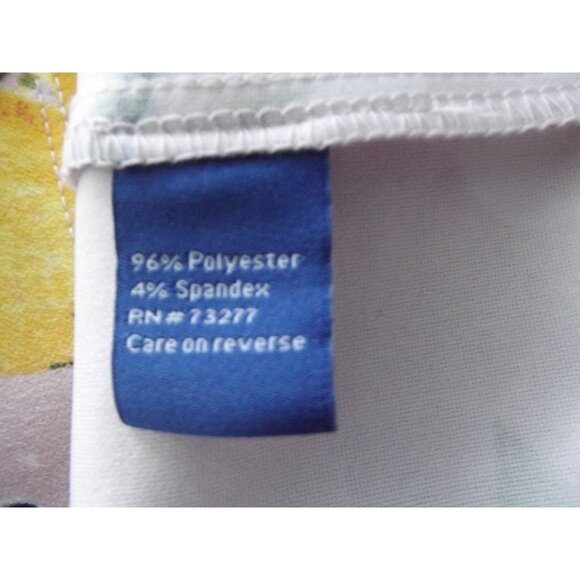 96% Polyester
4% Spandex
RN# 73277
Care on reverse